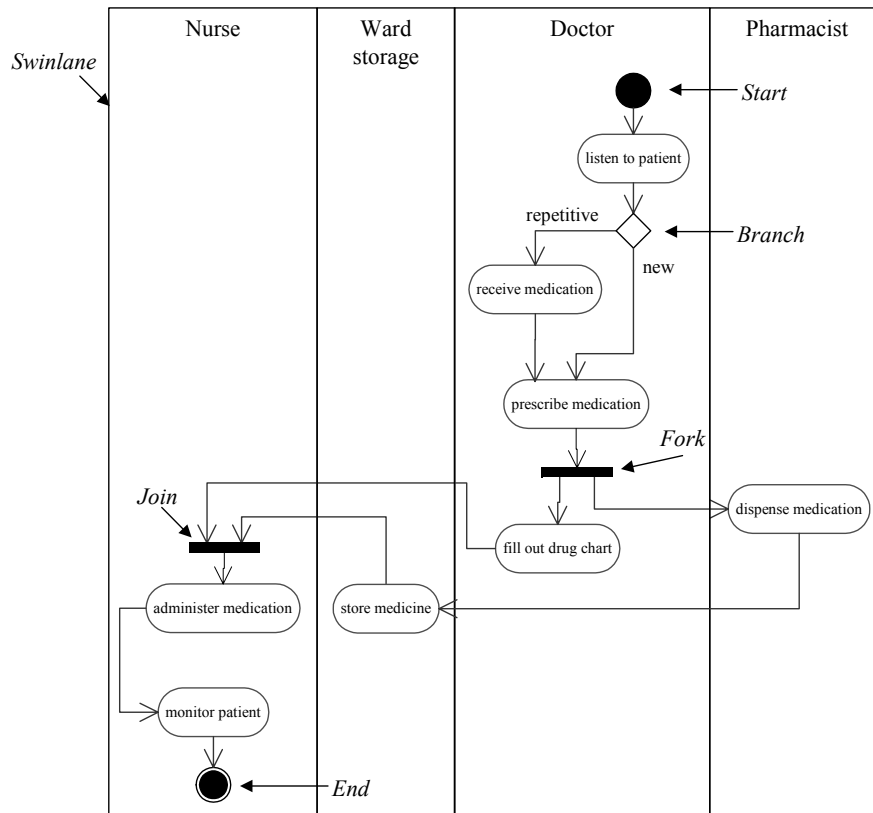 Nurse
Ward
storage
Doctor
Pharmacist
Swinlane
Start
listen to patient
repetitive
Branch
new
receive medication
prescribe medication
Fork
Join
dispense medication
fill out drug chart
administer medication
store medicine
monitor patient
End